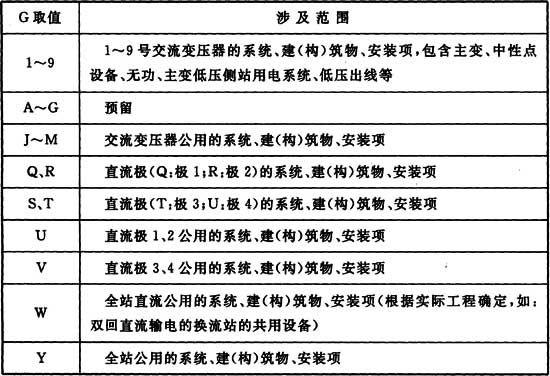 G取值 涉及范围
1~9 1~9号交流变压器的系统、建(构)筑物、安装项,包含主变、中性点
设备、无功、主变低压侧站用电系统、低压出线等
A~G 预留
J~M 交流变压器公用的系统、建(构)筑物、安装项
Q、R 直流极(Q:极1;R:极2)的系统、建(构)筑物、安装项
S、T 直流极(T:极3;U:极4)的系统、建(构)筑物、安装项
U 直流极1、2公用的系统、建(构)筑物、安装项
V 直流极3、4公用的系统、建(构)筑物、安装项
W 全站直流公用的系统、建(构)筑物、安装项(根据实际工程确定,如:
双回直流输电的换流站的共用设备)
Y 全站公用的系统、建(构)筑物、安装项